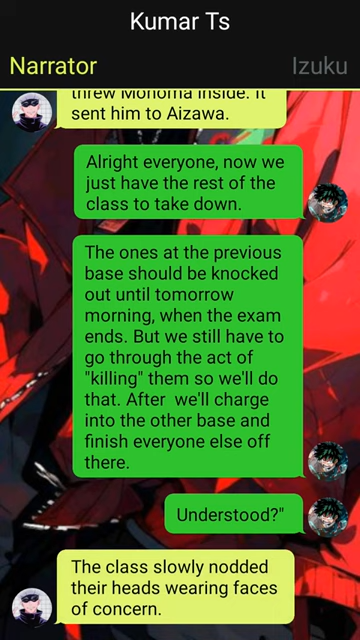 Kumar Ts
Narrator
Izuku
threw Monoma inside. It
sent him to Aizawa.
Alright everyone, now we
just have the rest of the
class to take down.
The ones at the previous
base should be knocked
out until tomorrow
morning, when the exam
ends. But we still have to
go through the act of
"killing" them so we'll do
that. After  we'll charge
into the other base and
finish everyone else off
there.
Understood?"
The class slowly nodded
their heads wearing faces
of concern.